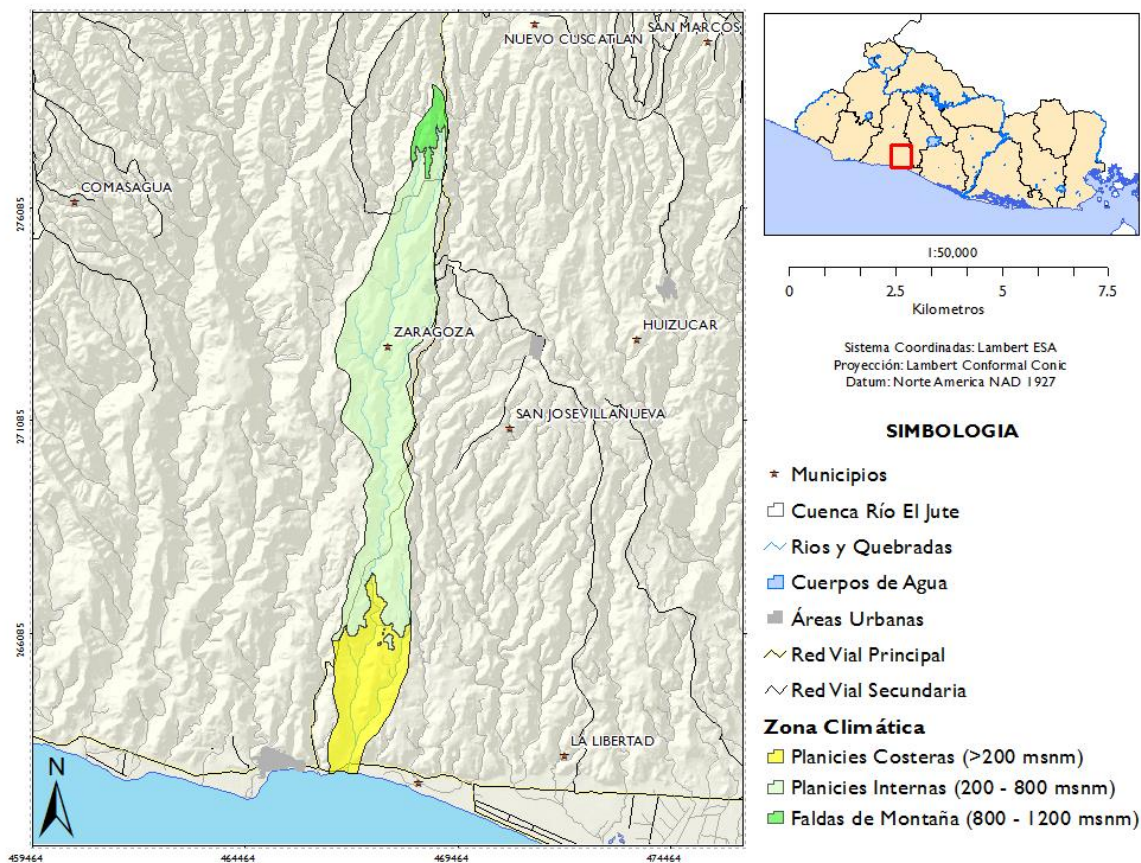 NUEVO CUSCATLAN
SAN MARCOS
COMASAGUA
ZARAGOZA
HUIZUCAR
SAN JOSEVILLANUEVA
LA LIBERTAD
N
276085
271085
266085
459464
464464
469464
474464
1:50,000
0 2.5 5 7.5
Kilometros
Sistema Coordinadas: Lambert ESA
Proyección: Lambert Conformal Conic
Datum: Norte America NAD 1927
SIMBOLOGIA
Municipios
Cuenca Río El Jute
Rios y Quebradas
Cuerpos de Agua
Áreas Urbanas
Red Vial Principal
Red Vial Secundaria
Zona Climática
Planicies Costeras (>200 msnm)
Planicies Internas (200 - 800 msnm)
Faldas de Montaña (800 - 1200 msnm)